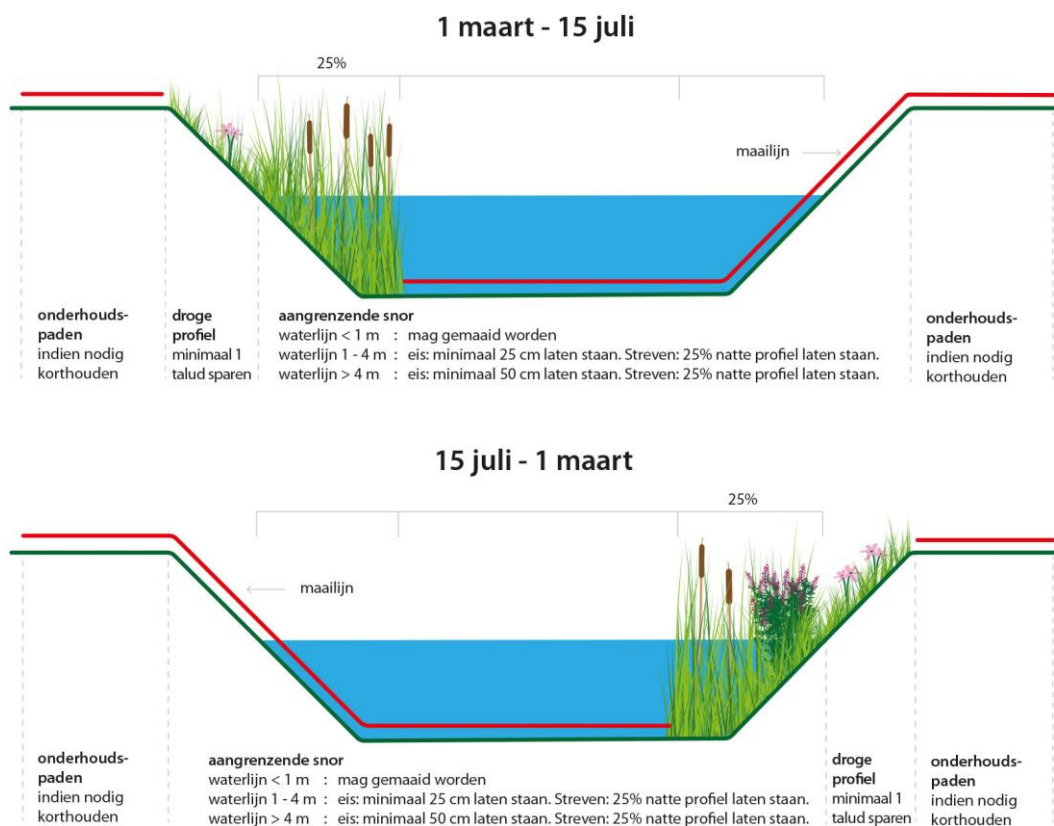 1 maart - 15 juli
25%
maailijn
onderhouds-
paden
indien nodig
korthouden
droge
profiel
minimaal 1
talud sparen
aangrenzende snor
waterlijn < 1 m : mag gemaaid worden
waterlijn 1 - 4 m : eis: minimaal 25 cm laten staan. Streven: 25% natte profiel laten staan.
waterlijn > 4 m : eis: minimaal 50 cm laten staan. Streven: 25% natte profiel laten staan.
onderhouds-
paden
indien nodig
korthouden
15 juli - 1 maart
25%
maailijn
onderhouds-
paden
indien nodig
korthouden
aangrenzende snor
waterlijn < 1 m : mag gemaaid worden
waterlijn 1 - 4 m : eis: minimaal 25 cm laten staan. Streven: 25% natte profiel laten staan.
waterlijn > 4 m : eis: minimaal 50 cm laten staan. Streven: 25% natte profiel laten staan.
droge
profiel
minimaal 1
talud sparen
onderhouds-
paden
indien nodig
korthouden